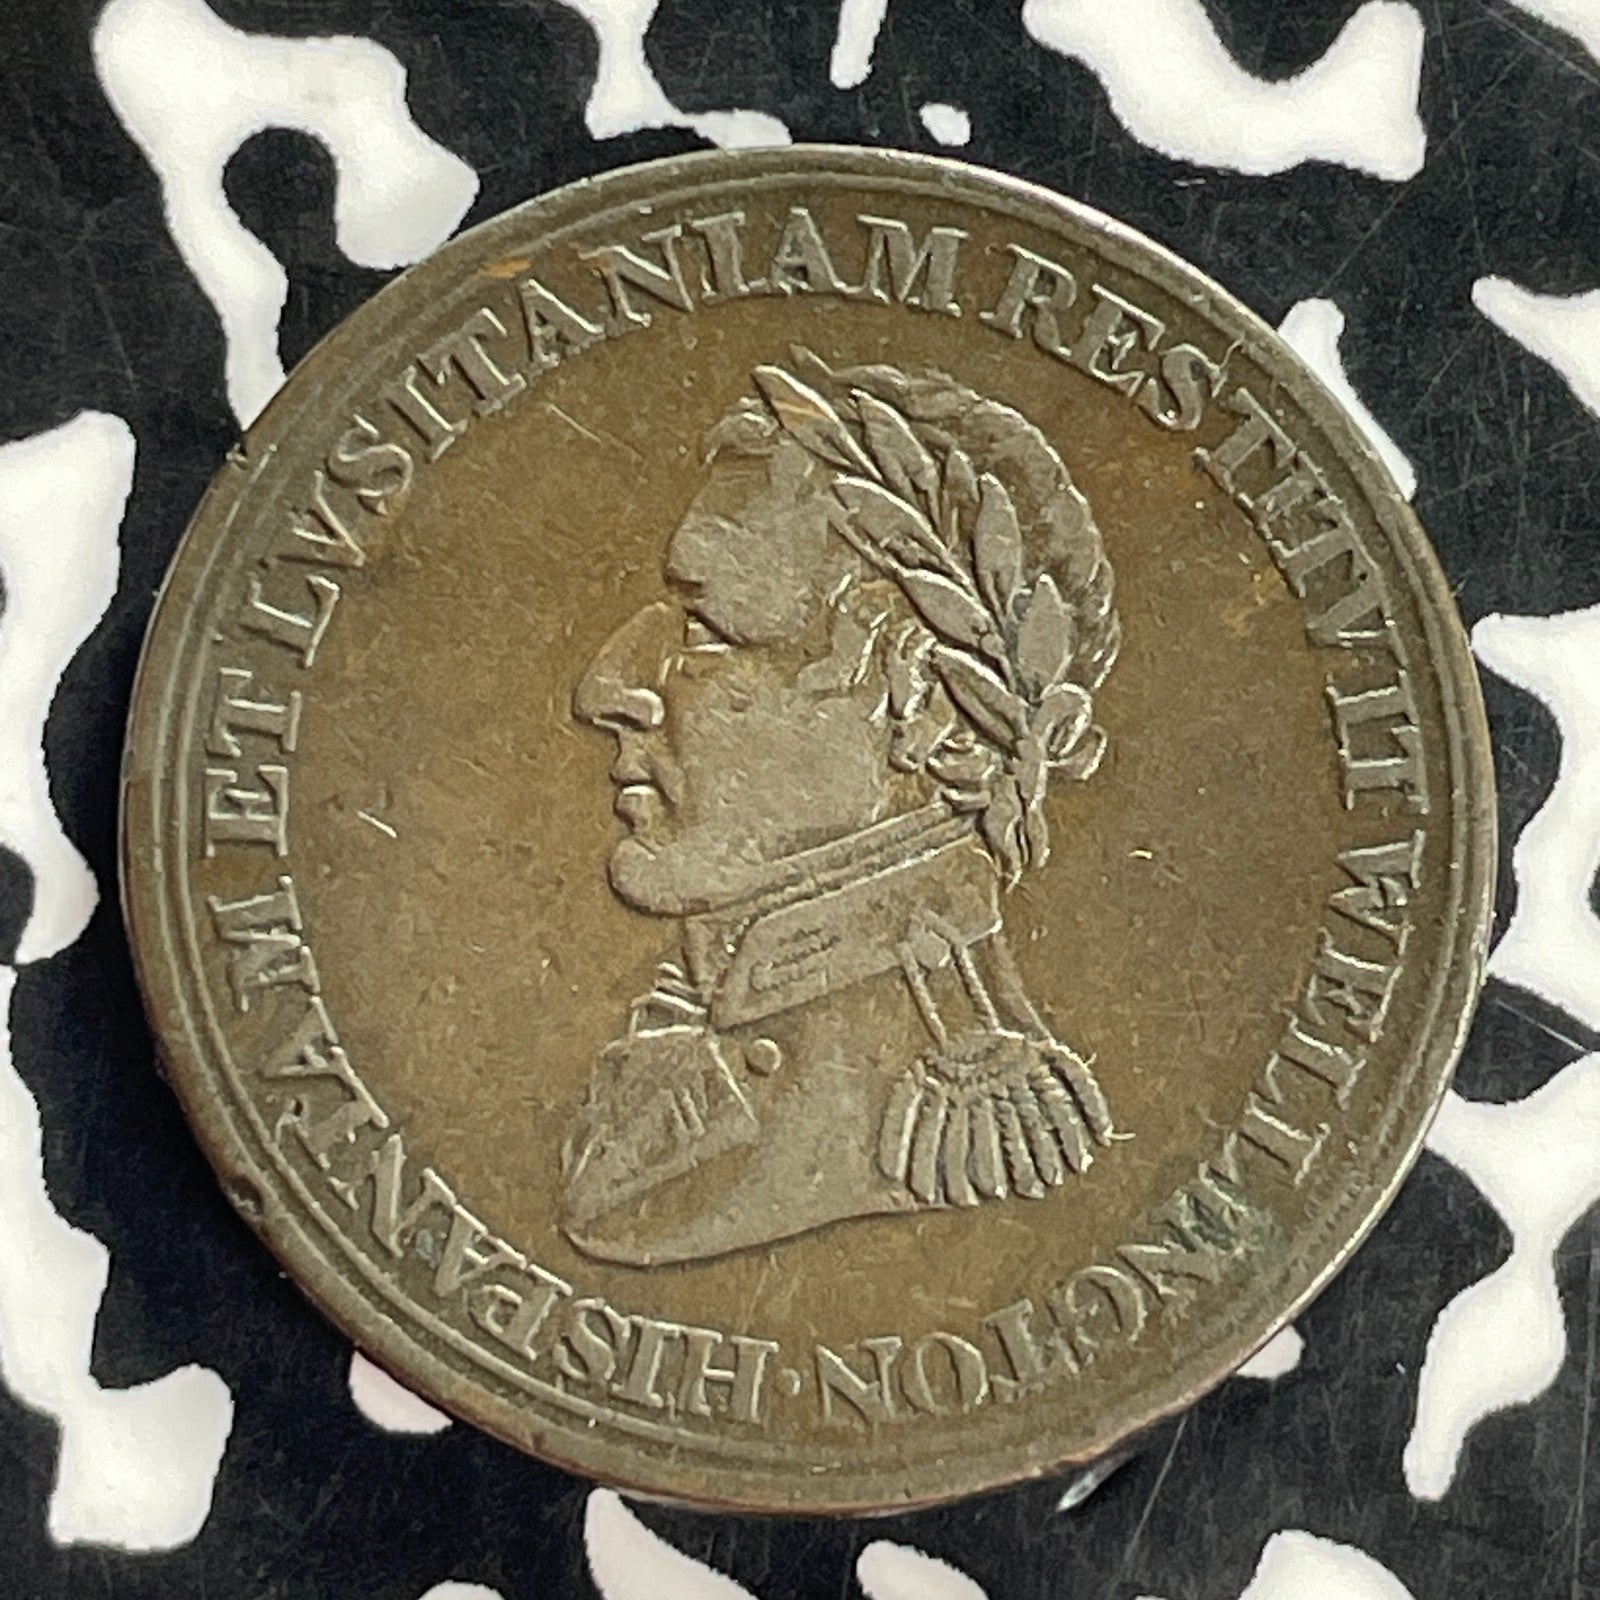 HISPANIAM ET LVSITANIAM RESTITVIT WELLINGTON ·